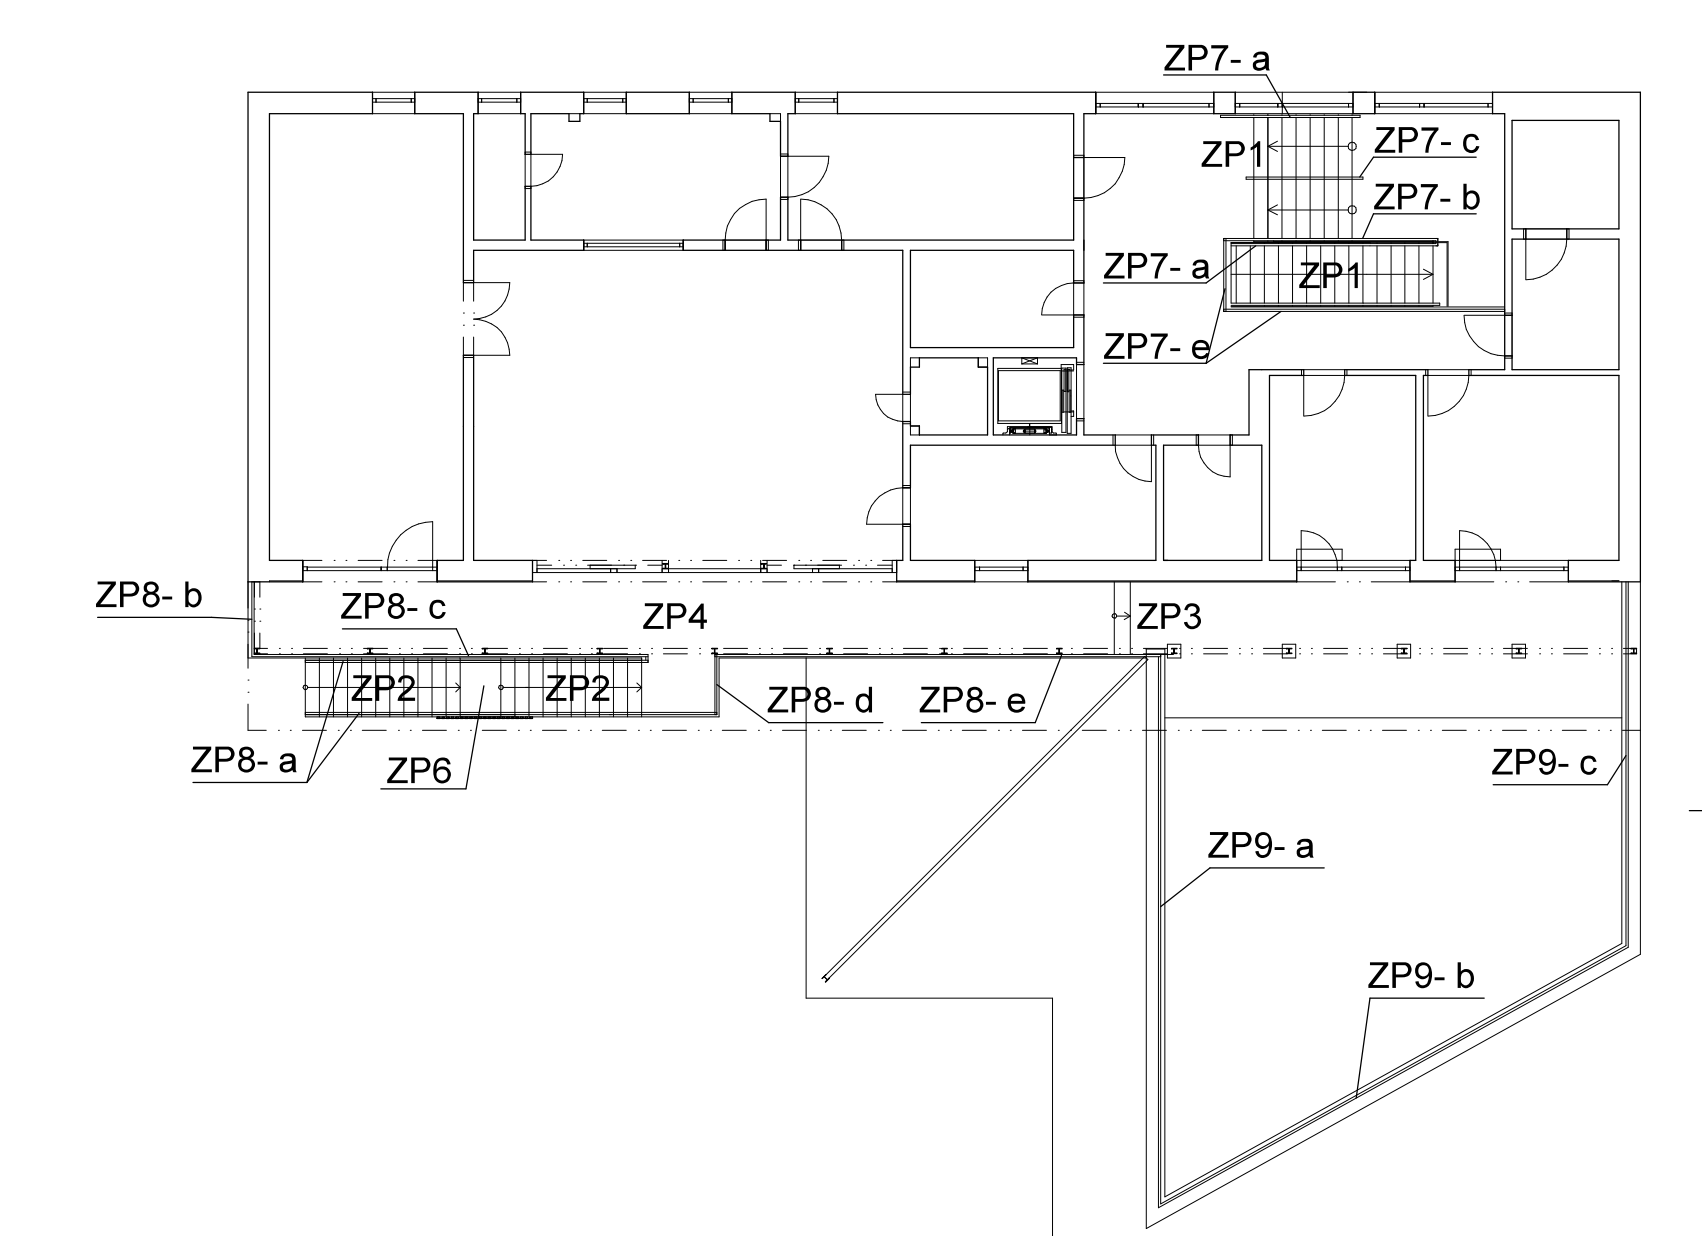 ZP7- a
ZP1
ZP7- c
ZP7- b
ZP7- a
ZP1
ZP7- e
ZP8- b
ZP8- c
ZP4
ZP3
ZP2
ZP2
ZP8- d
ZP8- e
ZP8- a
ZP6
ZP9- c
ZP9- a
ZP9- b